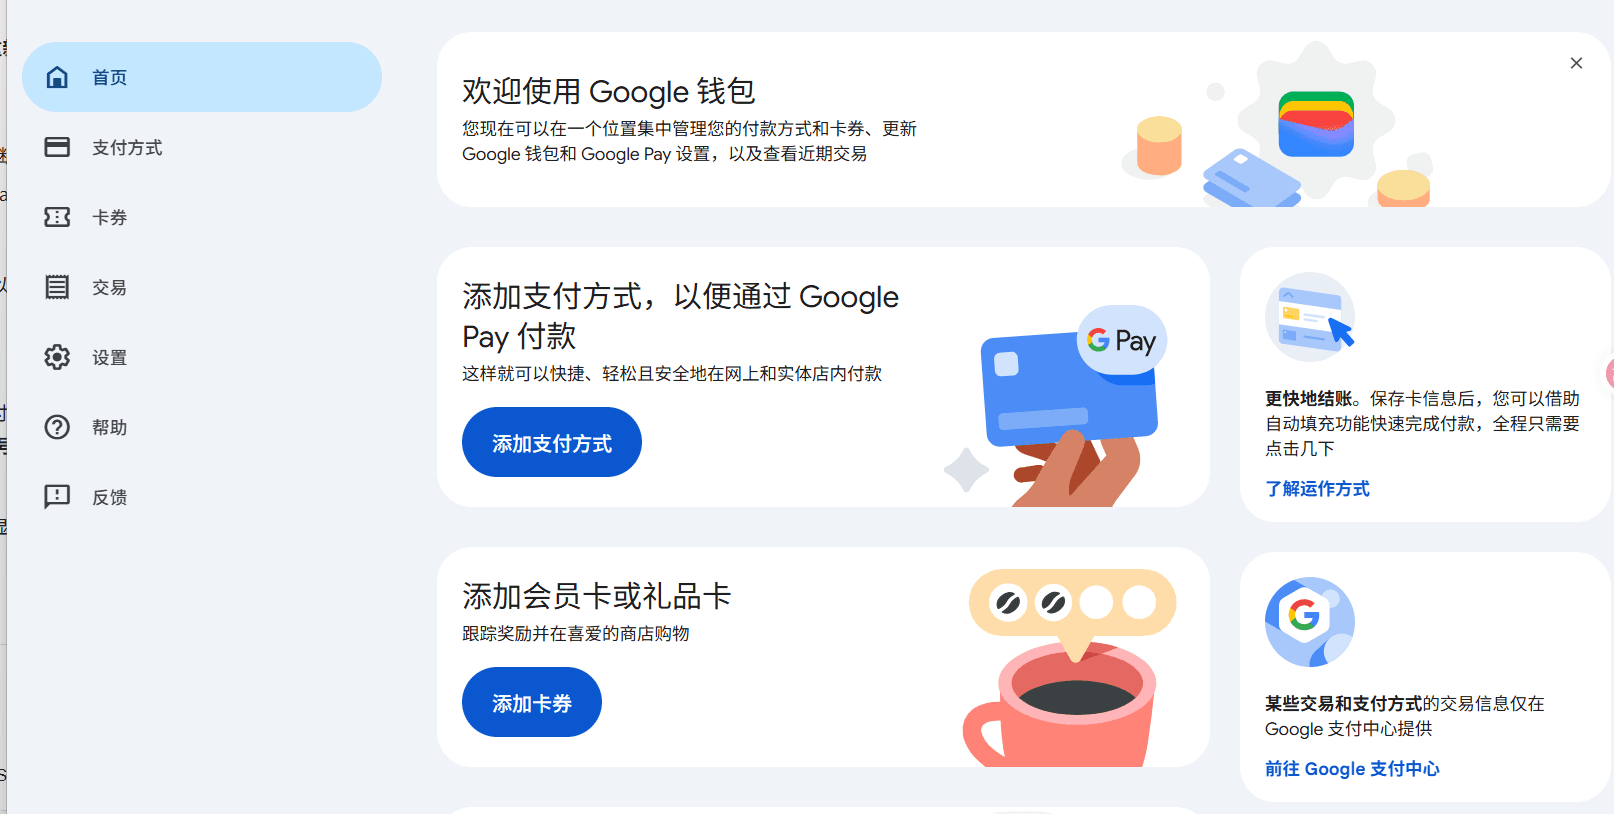 首页
支付方式
卡券
交易
设置
帮助
反馈
欢迎使用 Google 钱包
您现在可以在一个位置集中管理您的付款方式和卡券、更新
Google 钱包和 Google Pay 设置，以及查看近期交易
添加支付方式，以便通过 Google
Pay 付款
这样就可以快捷、轻松且安全地在网上和实体店内付款
添加支付方式
G Pay
更快地结账。保存卡信息后，您可以借助
自动填充功能快速完成付款，全程只需要
点击几下
了解运作方式
添加会员卡或礼品卡
跟踪奖励并在喜爱的商店购物
添加卡券
某些交易和支付方式的交易信息仅在
Google 支付中心提供
前往 Google 支付中心